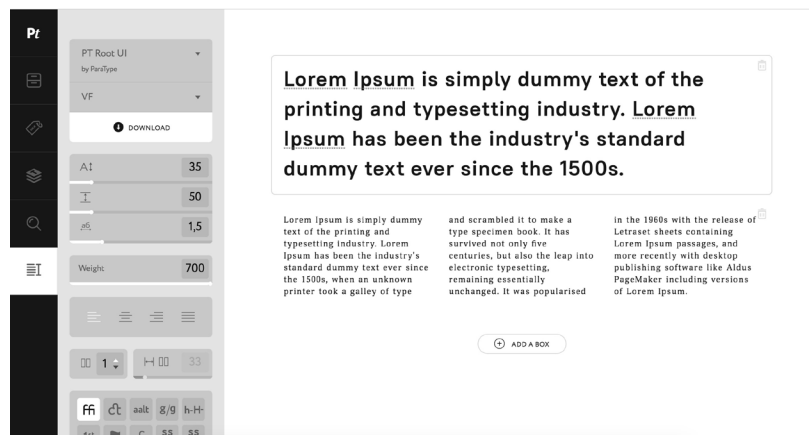 Pt
PT Root UI
by ParaType
VF
DOWNLOAD
A 35
50
аб 1,5
Weight 700
1 33
ffi ct aalt g/g h-H-
Lorem Ipsum is simply dummy text of the
printing and typesetting industry. Lorem
Ipsum has been the industry's standard
dummy text ever since the 1500s.
Lorem Ipsum is simply dummy
text of the printing and
typesetting industry. Lorem
Ipsum has been the industry's
standard dummy text ever since
the 1500s, when an unknown
printer took a galley of type
and scrambled it to make a
type specimen book. It has
survived not only five
centuries, but also the leap into
electronic typesetting,
remaining essentially
unchanged. It was popularised
in the 1960s with the release of
Letraset sheets containing
Lorem Ipsum passages, and
more recently with desktop
publishing software like Aldus
PageMaker including versions
of Lorem Ipsum.
ADD A BOX